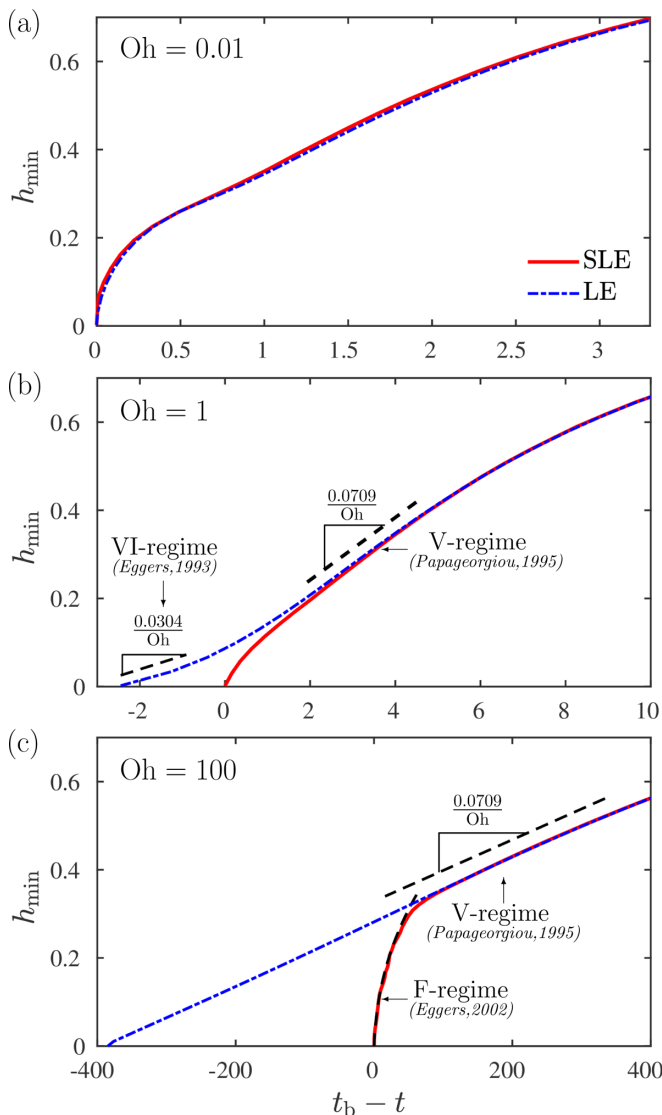 (a)
Oh = 0.01
0.6
0.4
0.2
0
h_min
SLE
LE
0 0.5 1 1.5 2 2.5 3
(b)
Oh = 1
0.6
0.4
0.2
0
h_min
0.0709
Oh
VI-regime
(Eggers,1993)
V-regime
(Papageorgiou,1995)
0.0304
Oh
-2 0 2 4 6 8 10
(c)
Oh = 100
0.6
0.4
0.2
0
h_min
0.0709
Oh
V-regime
(Papageorgiou,1995)
F-regime
(Eggers,2002)
-400 -200 0 200 400
t_b − t